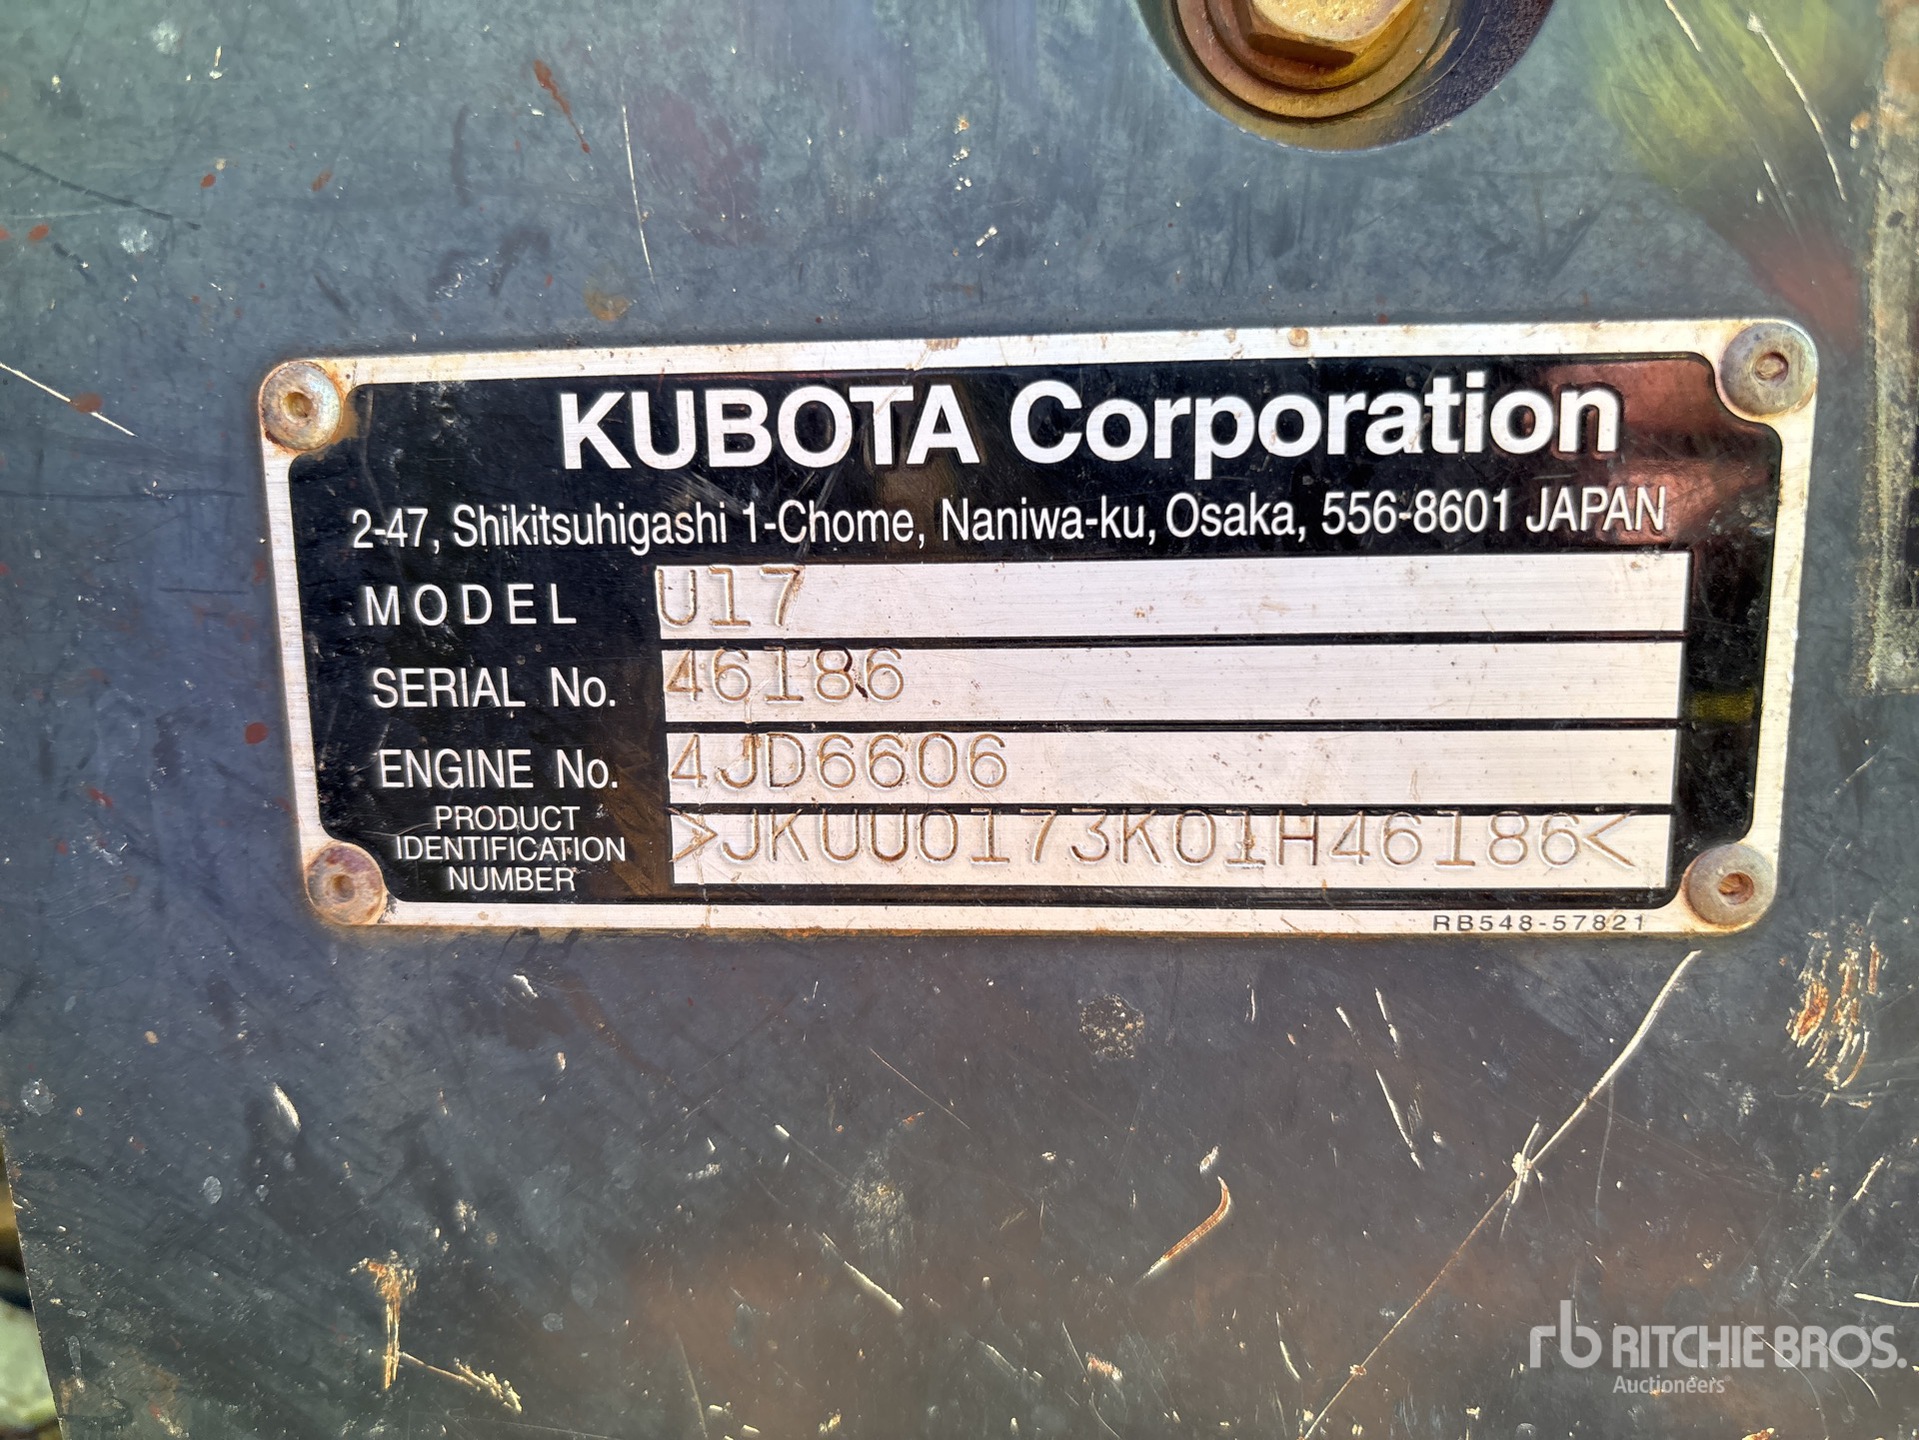 KUBOTA Corporation
2-47, Shikitsuhigashi 1-Chome, Naniwa-ku, Osaka, 556-8601 JAPAN
MODEL U17
SERIAL No. 46186
ENGINE No. 4JD6606
PRODUCT
IDENTIFICATION
NUMBER
>JKUU0173K01H46186<
RB548-57821
rb RITCHIE BROS.
Auctioneers